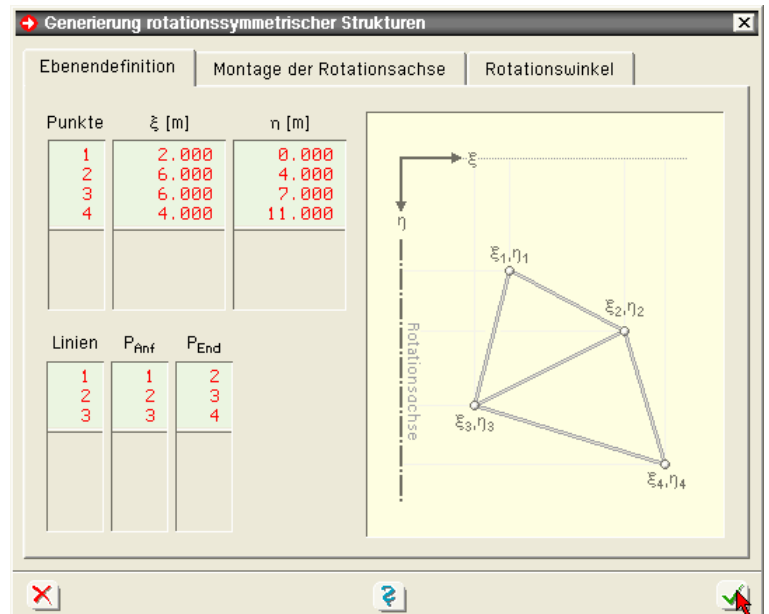 Generierung rotationssymmetrischer Strukturen
Ebenendefinition Montage der Rotationsachse Rotationswinkel
Punkte ξ [m] η [m]
1 2.000 0.000
2 6.000 4.000
3 6.000 7.000
4 4.000 11.000
Linien P_Anf P_End
1 1 2
2 2 3
3 3 4
ξ
η
ξ₁,η₁
ξ₂,η₂
Rotationsachse
ξ₃,η₃
ξ₄,η₄